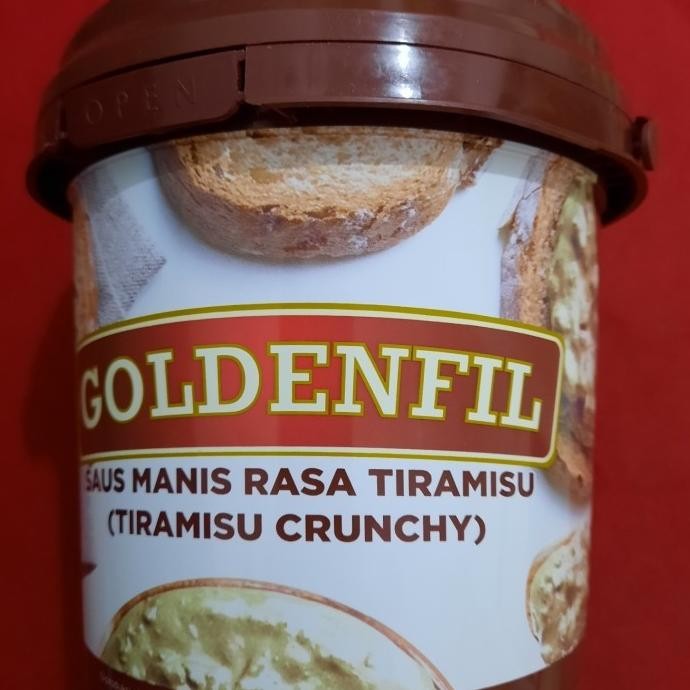 OPEN
GOLDENFIL
SAUS MANIS RASA TIRAMISU
(TIRAMISU CRUNCHY)